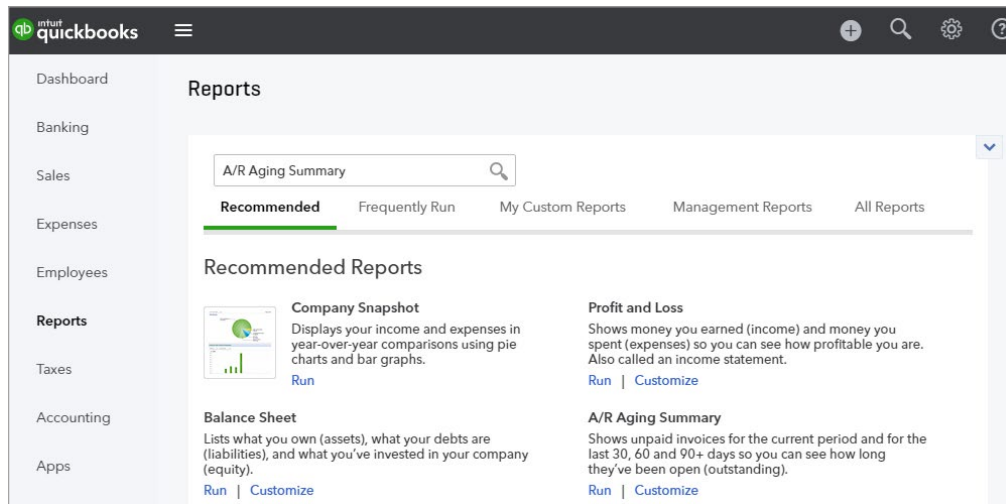 intuit
quickbooks
Dashboard
Banking
Sales
Expenses
Employees
Reports
Taxes
Accounting
Apps
Reports
A/R Aging Summary
Recommended Frequently Run My Custom Reports Management Reports All Reports
Recommended Reports
Company Snapshot
Displays your income and expenses in
year-over-year comparisons using pie
charts and bar graphs.
Run
Profit and Loss
Shows money you earned (income) and money you
spent (expenses) so you can see how profitable you are.
Also called an income statement.
Run | Customize
Balance Sheet
Lists what you own (assets), what your debts are
(liabilities), and what you've invested in your company
(equity).
Run | Customize
A/R Aging Summary
Shows unpaid invoices for the current period and for the
last 30, 60 and 90+ days so you can see how long
they've been open (outstanding).
Run | Customize